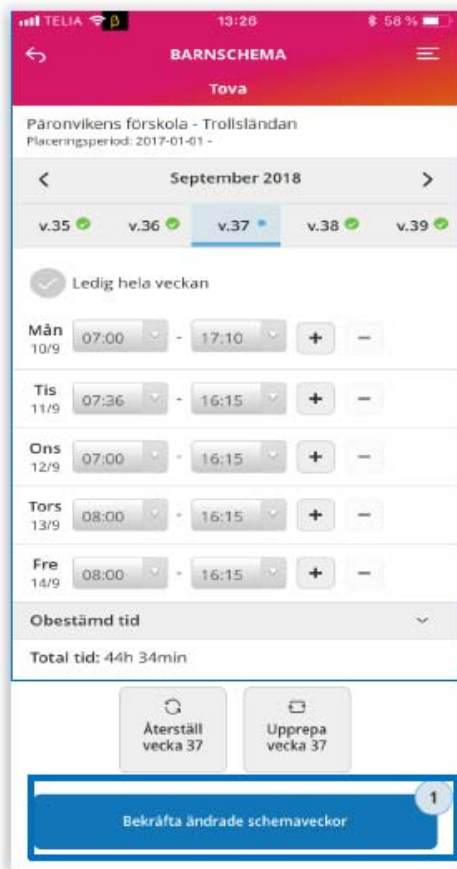 TELIA β 13:26 58 %
BARNSCHEMA
Tova
Päronvikens förskola - Trollsländan
Placeringsperiod: 2017-01-01 -
< September 2018 >
v.35 v.36 v.37 v.38 v.39
Ledig hela veckan
Mån 07:00 - 17:10 + -
10/9
Tis 07:36 - 16:15 + -
11/9
Ons 07:00 - 16:15 + -
12/9
Tors 08:00 - 16:15 + -
13/9
Fre 08:00 - 16:15 + -
14/9
Obestämd tid
Total tid: 44h 34min
Återställ
vecka 37
Upprepa
vecka 37
1
Bekräfta ändrade schemaveckor